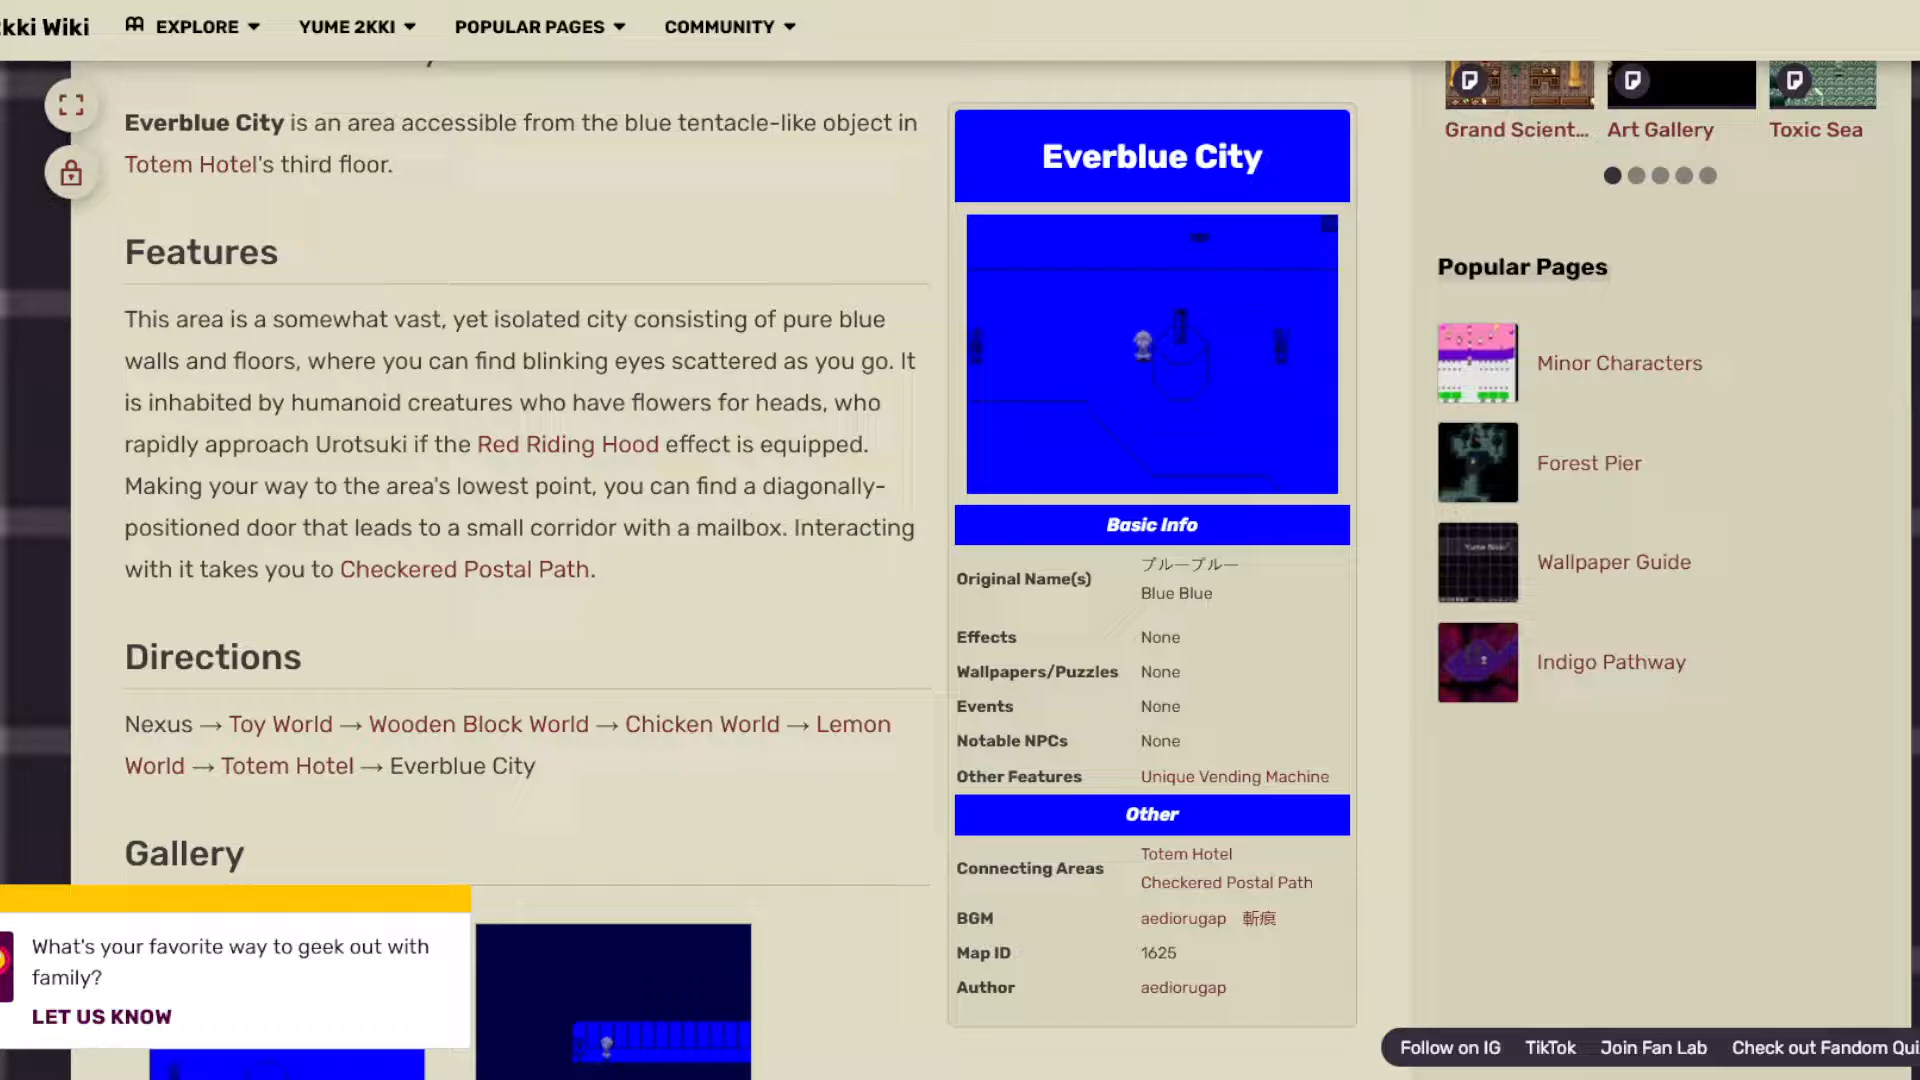 kki Wiki
EXPLORE
YUME 2KKI
POPULAR PAGES
COMMUNITY
Everblue City is an area accessible from the blue tentacle-like object in
Totem Hotel's third floor.
Features
This area is a somewhat vast, yet isolated city consisting of pure blue
walls and floors, where you can find blinking eyes scattered as you go. It
is inhabited by humanoid creatures who have flowers for heads, who
rapidly approach Urotsuki if the Red Riding Hood effect is equipped.
Making your way to the area's lowest point, you can find a diagonally-
positioned door that leads to a small corridor with a mailbox. Interacting
with it takes you to Checkered Postal Path.
Directions
Nexus → Toy World → Wooden Block World → Chicken World → Lemon
World → Totem Hotel → Everblue City
Gallery
What's your favorite way to geek out with
family?
LET US KNOW
Everblue City
Basic Info
Original Name(s)
ブルーブルー
Blue Blue
Effects None
Wallpapers/Puzzles None
Events None
Notable NPCs None
Other Features Unique Vending Machine
Other
Connecting Areas
Totem Hotel
Checkered Postal Path
BGM aediorugap 斬痕
Map ID 1625
Author aediorugap
Grand Scient...
Art Gallery
Toxic Sea
Popular Pages
Minor Characters
Forest Pier
Wallpaper Guide
Indigo Pathway
Follow on IG
TikTok
Join Fan Lab
Check out Fandom Qui